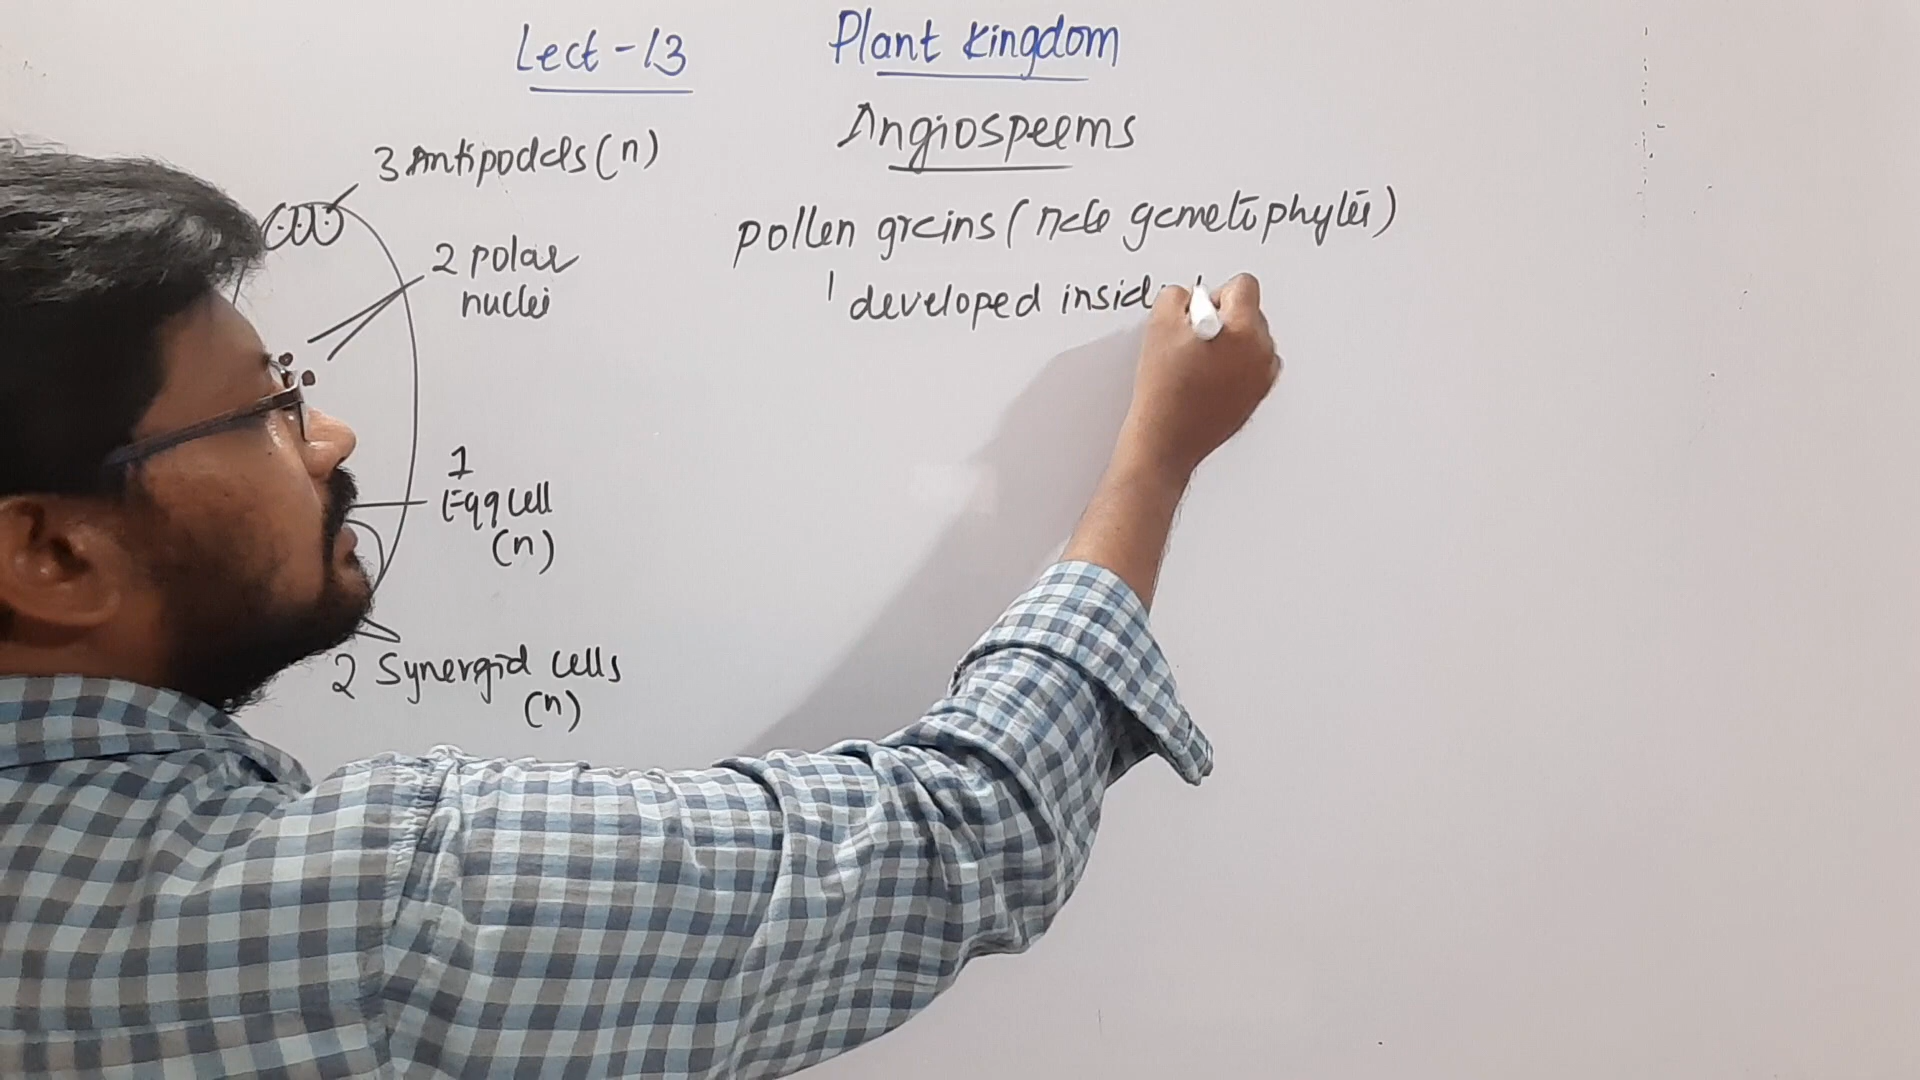 Lect-13
Plant Kingdom
Angiosperms
3 Antipodals (n)
2 polar
nuclei
1
Egg cell
(n)
2 Synergid cells
(n)
pollen grains (male gametophytes)
developed insid